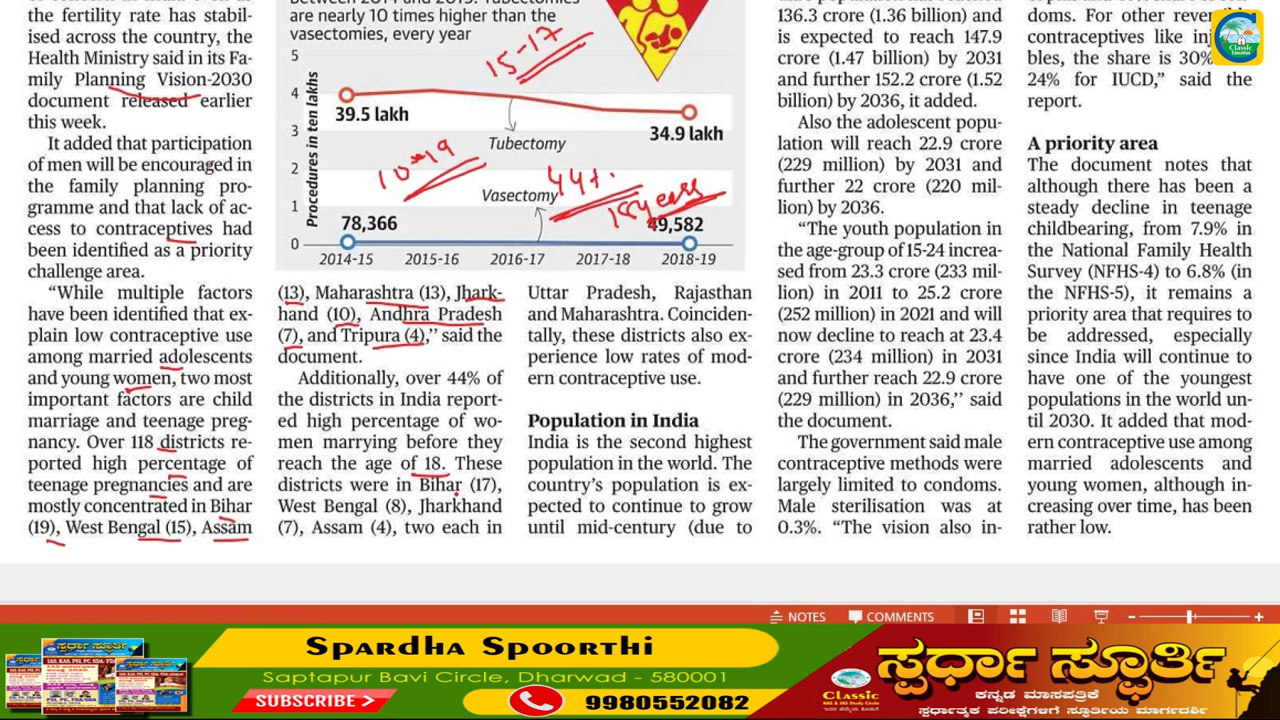 the fertility rate has stabil-
ised across the country, the
Health Ministry said in its Fa-
mily Planning Vision-2030
document released earlier
this week.
It added that participation
of men will be encouraged in
the family planning pro-
gramme and that lack of ac-
cess to contraceptives had
been identified as a priority
challenge area.
“While multiple factors
have been identified that ex-
plain low contraceptive use
among married adolescents
and young women, two most
important factors are child
marriage and teenage preg-
nancy. Over 118 districts re-
ported high percentage of
teenage pregnancies and are
mostly concentrated in Bihar
(19), West Bengal (15), Assam
are nearly 10 times higher than the
vasectomies, every year
15-17
Procedures in ten lakhs
5
4
3
2
1
0
39.5 lakh
34.9 lakh
Tubectomy
10-19
Vasectomy
44%
18 years
78,366
49,582
2014-15 2015-16 2016-17 2017-18 2018-19
(13), Maharashtra (13), Jhark-
hand (10), Andhra Pradesh
(7), and Tripura (4),” said the
document.
Additionally, over 44% of
the districts in India report-
ed high percentage of wo-
men marrying before they
reach the age of 18. These
districts were in Bihar (17),
West Bengal (8), Jharkhand
(7), Assam (4), two each in
Uttar Pradesh, Rajasthan
and Maharashtra. Coinciden-
tally, these districts also ex-
perience low rates of mod-
ern contraceptive use.
Population in India
India is the second highest
population in the world. The
country’s population is ex-
pected to continue to grow
until mid-century (due to
136.3 crore (1.36 billion) and
is expected to reach 147.9
crore (1.47 billion) by 2031
and further 152.2 crore (1.52
billion) by 2036, it added.
Also the adolescent popu-
lation will reach 22.9 crore
(229 million) by 2031 and
further 22 crore (220 mil-
lion) by 2036.
“The youth population in
the age-group of 15-24 increa-
sed from 23.3 crore (233 mil-
lion) in 2011 to 25.2 crore
(252 million) in 2021 and will
now decline to reach at 23.4
crore (234 million) in 2031
and further reach 22.9 crore
(229 million) in 2036,” said
the document.
The government said male
contraceptive methods were
largely limited to condoms.
Male sterilisation was at
0.3%. “The vision also in-
doms. For other
contraceptives like
bles, the share is 30%
24% for IUCD,” said the
report.
A priority area
The document notes that
although there has been a
steady decline in teenage
childbearing, from 7.9% in
the National Family Health
Survey (NFHS-4) to 6.8% (in
the NFHS-5), it remains a
priority area that requires to
be addressed, especially
since India will continue to
have one of the youngest
populations in the world un-
til 2030. It added that mod-
ern contraceptive use among
married adolescents and
young women, although in-
creasing over time, has been
rather low.
Classic
Education
NOTES COMMENTS
Spardha Spoorthi
Saptapur Bavi Circle, Dharwad - 580001
SUBSCRIBE 9980552082
ಸ್ಪರ್ಧಾ ಸ್ಫೂರ್ತಿ
Classic
KAS & IAS Study Circle
ಕನ್ನಡ ಮಾಸಪತ್ರಿಕೆ
ಸ್ಪರ್ಧಾತ್ಮಕ ಪರೀಕ್ಷೆಗಳಿಗೆ ಸ್ಫೂರ್ತಿಯ ಮಾರ್ಗದರ್ಶಿ